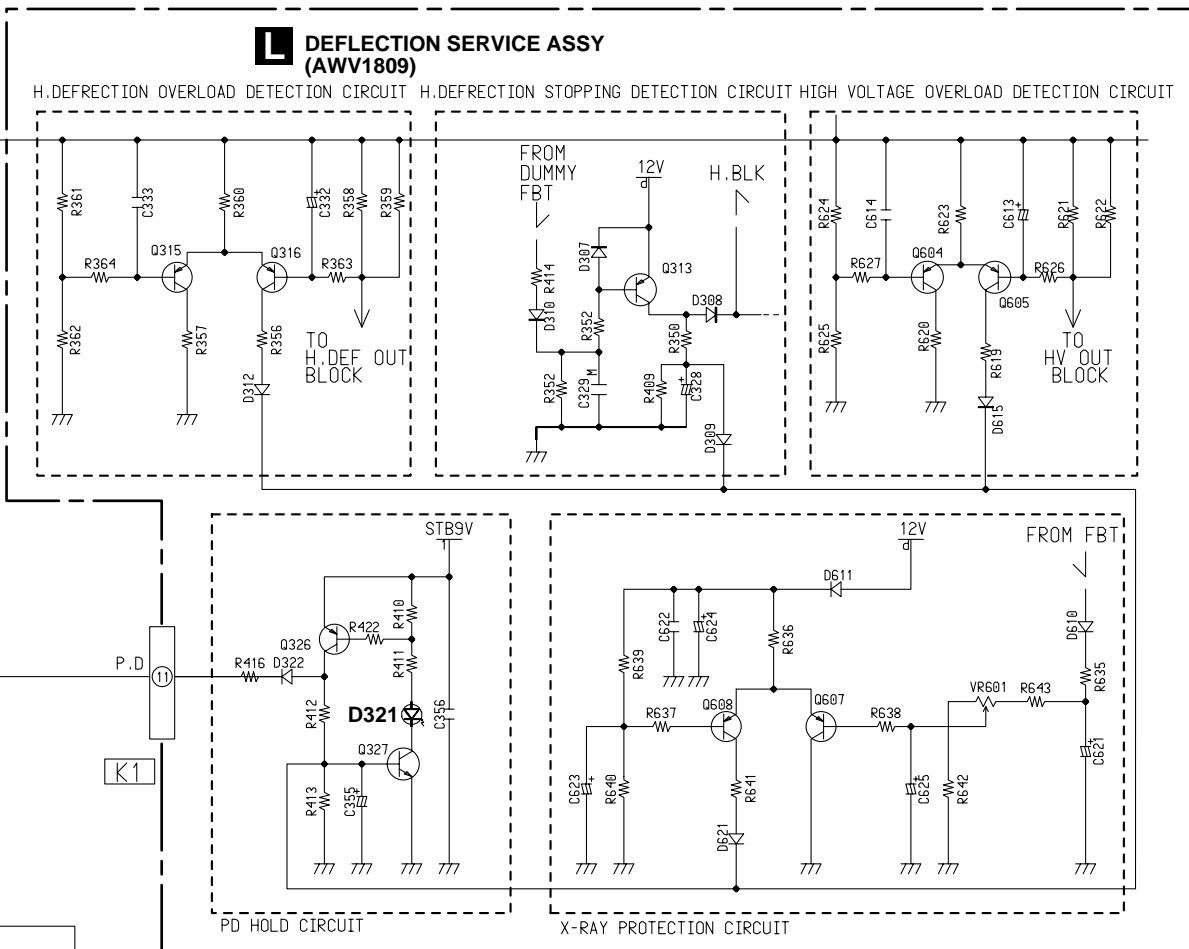 L DEFLECTION SERVICE ASSY
(AWV1809)
H.DEFRECTION OVERLOAD DETECTION CIRCUIT
R361
C333
R360
C332
+
R358
R359
Q315
Q316
R364
R363
R362
R357
R356
D312
TO
H.DEF OUT
BLOCK
H.DEFRECTION STOPPING DETECTION CIRCUIT
FROM
DUMMY
FBT
12V
d
H.BLK
D307
R414
Q313
D310
R352
D308
R350
R352
C329
M
R409
C328
+
D309
HIGH VOLTAGE OVERLOAD DETECTION CIRCUIT
R624
C614
R623
C613
+
R621
R622
Q604
R627
R626
Q605
R625
R620
R619
D615
TO
HV OUT
BLOCK
STB9V
1
R410
Q326
R422
P.D
11
R416
D322
R411
R412
D321
C356
Q327
K1
R413
C355
+
PD HOLD CIRCUIT
12V
d
FROM FBT
D611
C622
C624
+
R636
D610
R639
R635
Q608
Q607
VR601
R643
R637
R638
C621
+
C623
+
R640
R641
C625
+
R642
D621
X-RAY PROTECTION CIRCUIT